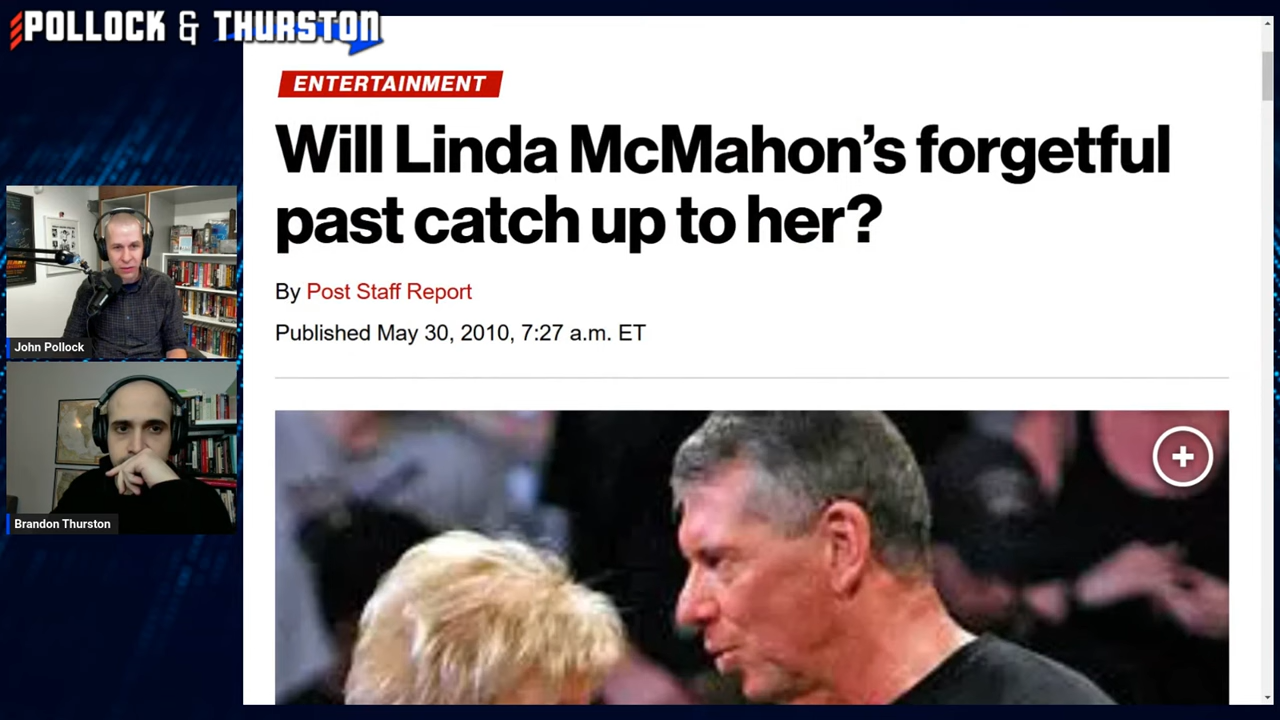 POLLOCK & THURSTON
ENTERTAINMENT
Will Linda McMahon’s forgetful
past catch up to her?
By Post Staff Report
Published May 30, 2010, 7:27 a.m. ET
John Pollock
Brandon Thurston